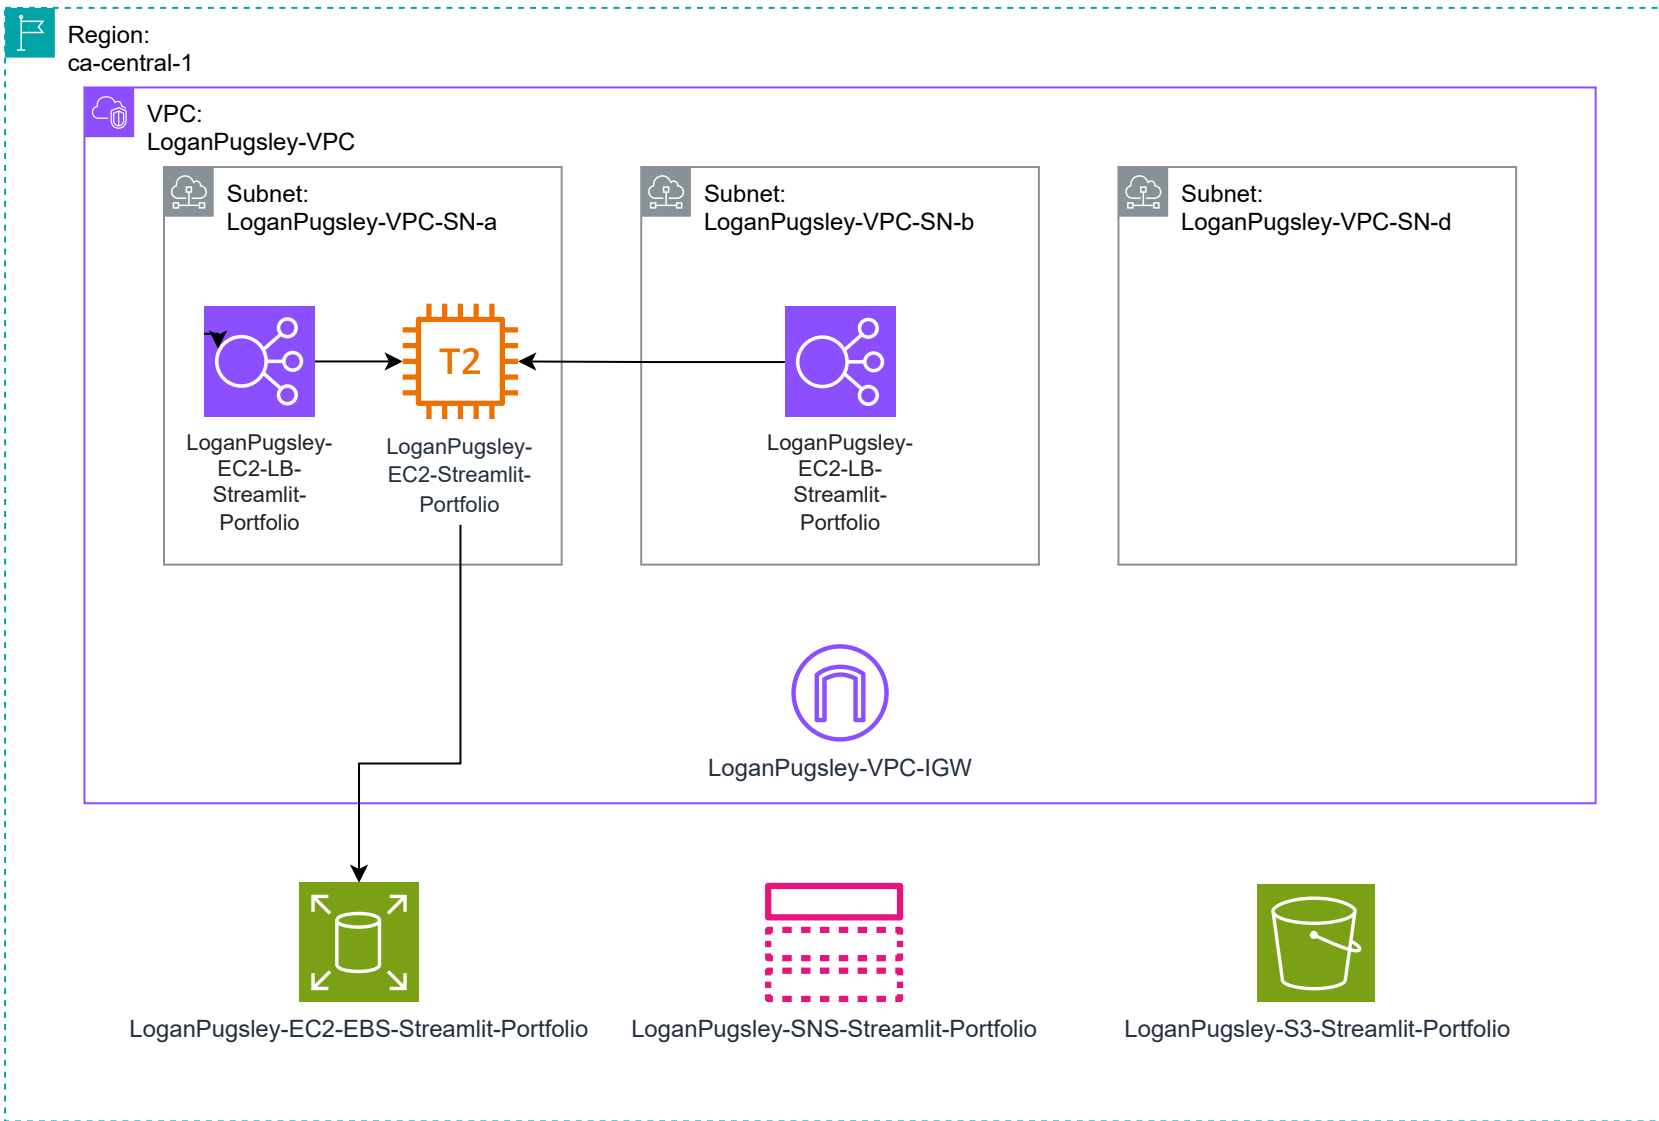 Region:
ca-central-1
VPC:
LoganPugsley-VPC
Subnet:
LoganPugsley-VPC-SN-a
Subnet:
LoganPugsley-VPC-SN-b
Subnet:
LoganPugsley-VPC-SN-d
LoganPugsley-
EC2-LB-
Streamlit-
Portfolio
T2
LoganPugsley-
EC2-Streamlit-
Portfolio
LoganPugsley-
EC2-LB-
Streamlit-
Portfolio
LoganPugsley-VPC-IGW
LoganPugsley-EC2-EBS-Streamlit-Portfolio
LoganPugsley-SNS-Streamlit-Portfolio
LoganPugsley-S3-Streamlit-Portfolio